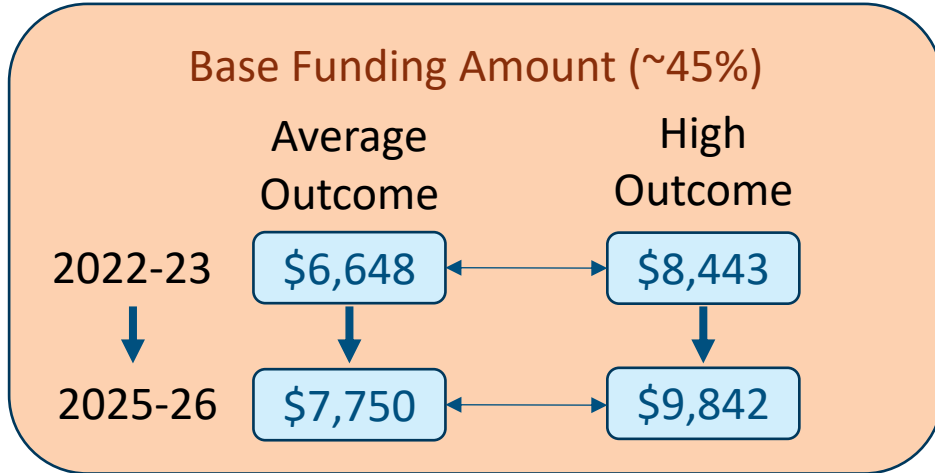 Base Funding Amount (~45%)
Average
Outcome
High
Outcome
2022-23
$6,648
$8,443
2025-26
$7,750
$9,842